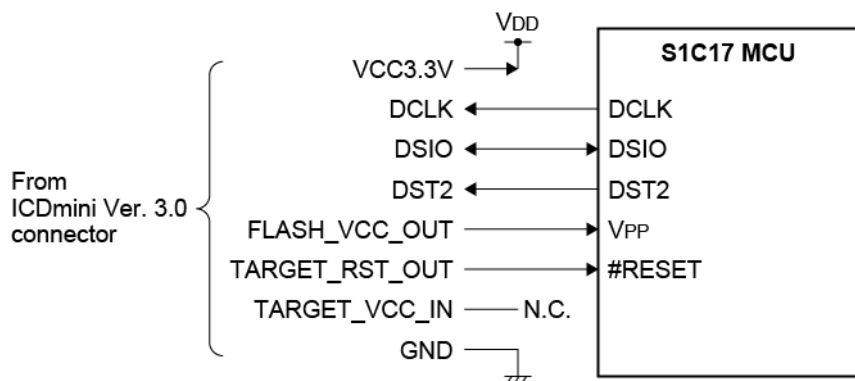 VDD
S1C17 MCU
VCC3.3V
DCLK DCLK
DSIO DSIO
DST2 DST2
From
ICDmini Ver. 3.0
connector
FLASH_VCC_OUT VPP
TARGET_RST_OUT #RESET
TARGET_VCC_IN N.C.
GND